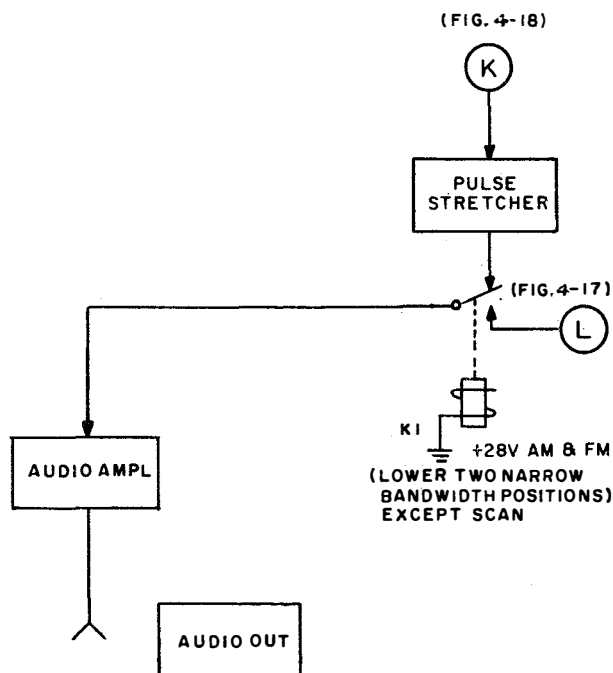 (FIG. 4-18)
K
PULSE
STRETCHER
(FIG. 4-17)
L
K1
+28V AM & FM
(LOWER TWO NARROW
BANDWIDTH POSITIONS)
EXCEPT SCAN
AUDIO AMPL
AUDIO OUT